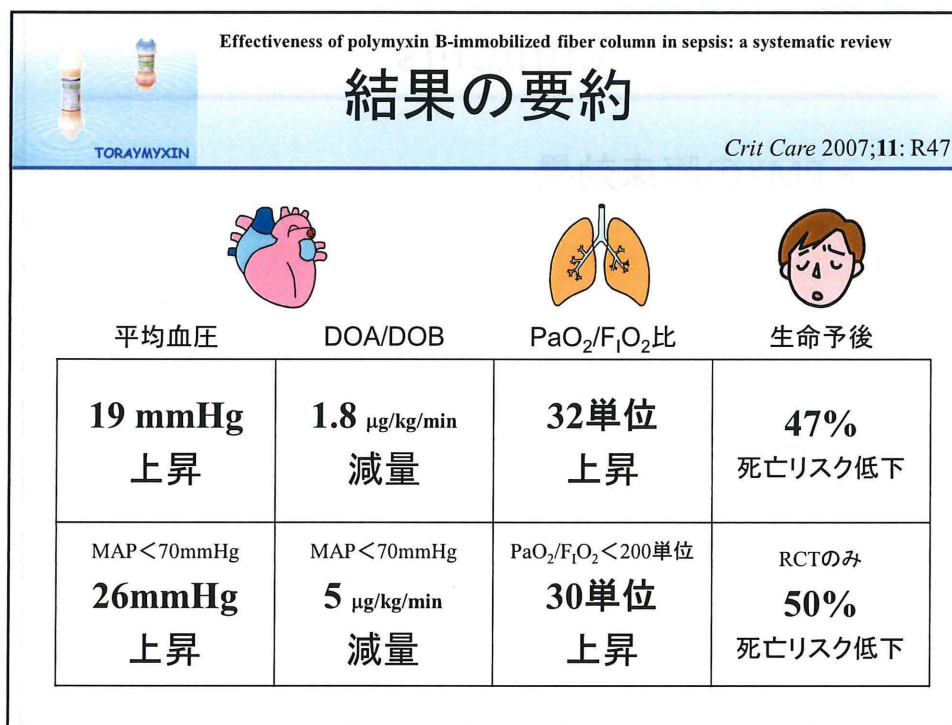 Effectiveness of polymyxin B-immobilized fiber column in sepsis: a systematic review
結果の要約
TORAYMYXIN
Crit Care 2007;11: R47
平均血圧 DOA/DOB PaO₂/FIO₂比 生命予後
19 mmHg 上昇
1.8 μg/kg/min 減量
32単位 上昇
47% 死亡リスク低下
MAP<70mmHg
26mmHg
上昇
MAP<70mmHg
5 μg/kg/min
減量
PaO₂/FIO₂<200単位
30単位
上昇
RCTのみ
50%
死亡リスク低下